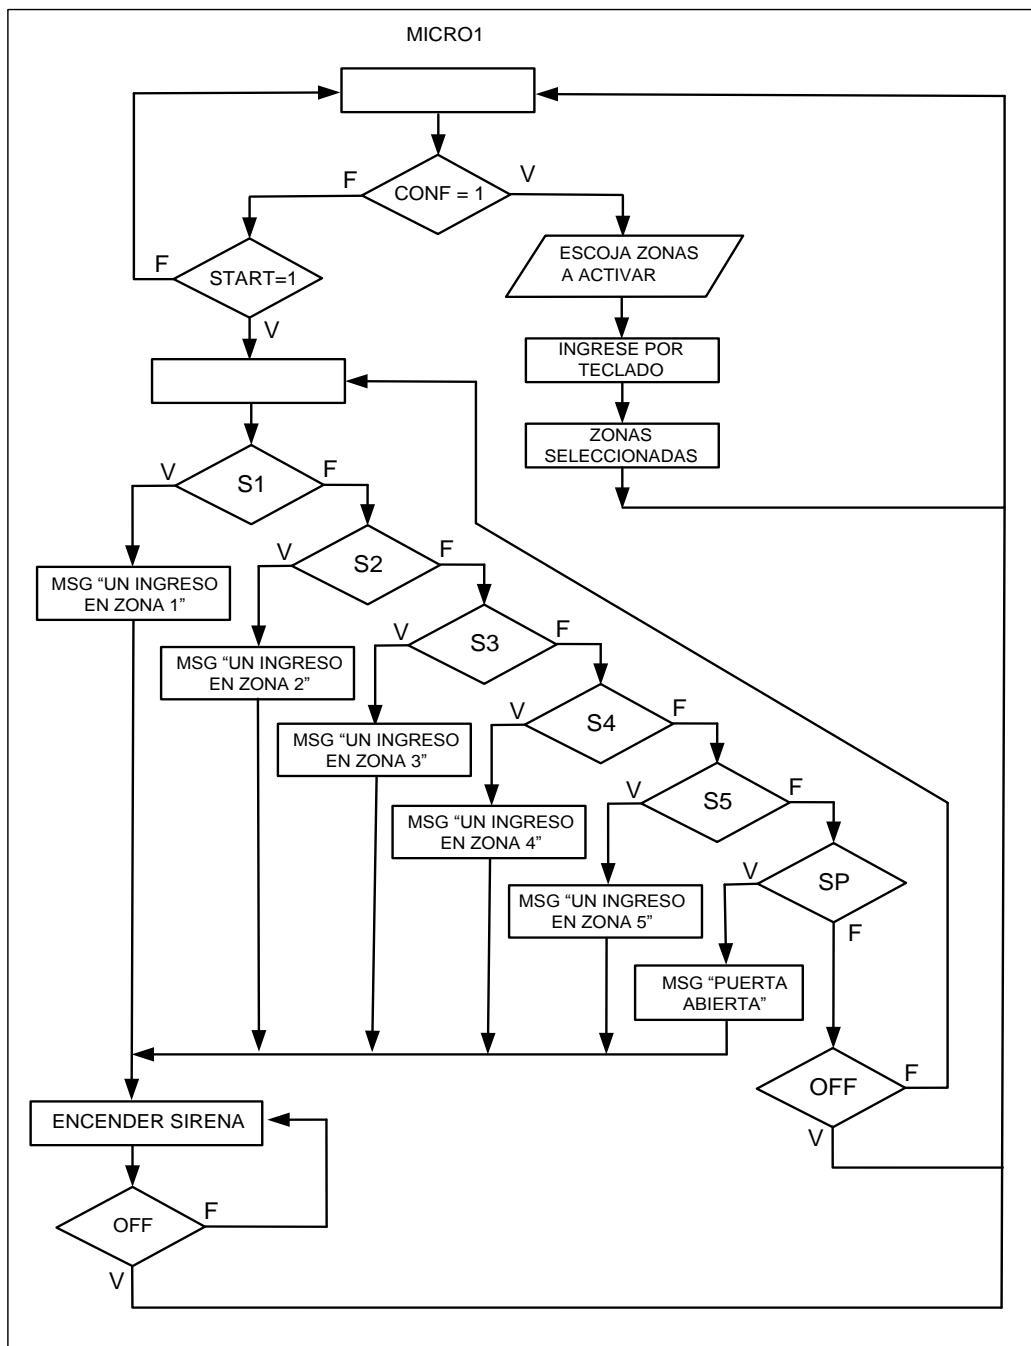 MICRO1
F
CONF = 1
V
F
START=1
V
ESCOJA ZONAS
A ACTIVAR
INGRESE POR
TECLADO
ZONAS
SELECCIONADAS
V
S1
F
MSG “UN INGRESO
EN ZONA 1”
V
S2
F
MSG “UN INGRESO
EN ZONA 2”
V
S3
F
MSG “UN INGRESO
EN ZONA 3”
V
S4
F
MSG “UN INGRESO
EN ZONA 4”
V
S5
F
MSG “UN INGRESO
EN ZONA 5”
V
SP
F
MSG “PUERTA
ABIERTA”
OFF
F
V
ENCENDER SIRENA
OFF
F
V